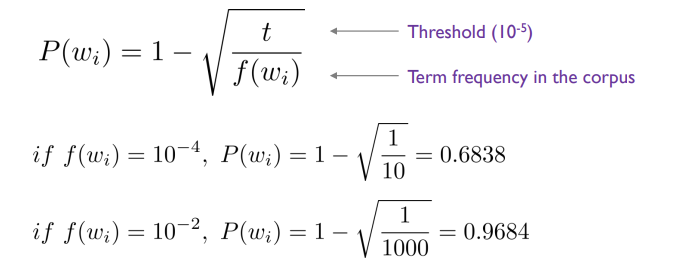 P(w_i) = 1 − √(t / f(w_i))
Threshold (10⁻⁵)
Term frequency in the corpus
if f(w_i) = 10⁻⁴, P(w_i) = 1 − √(1/10) = 0.6838
if f(w_i) = 10⁻², P(w_i) = 1 − √(1/1000) = 0.9684